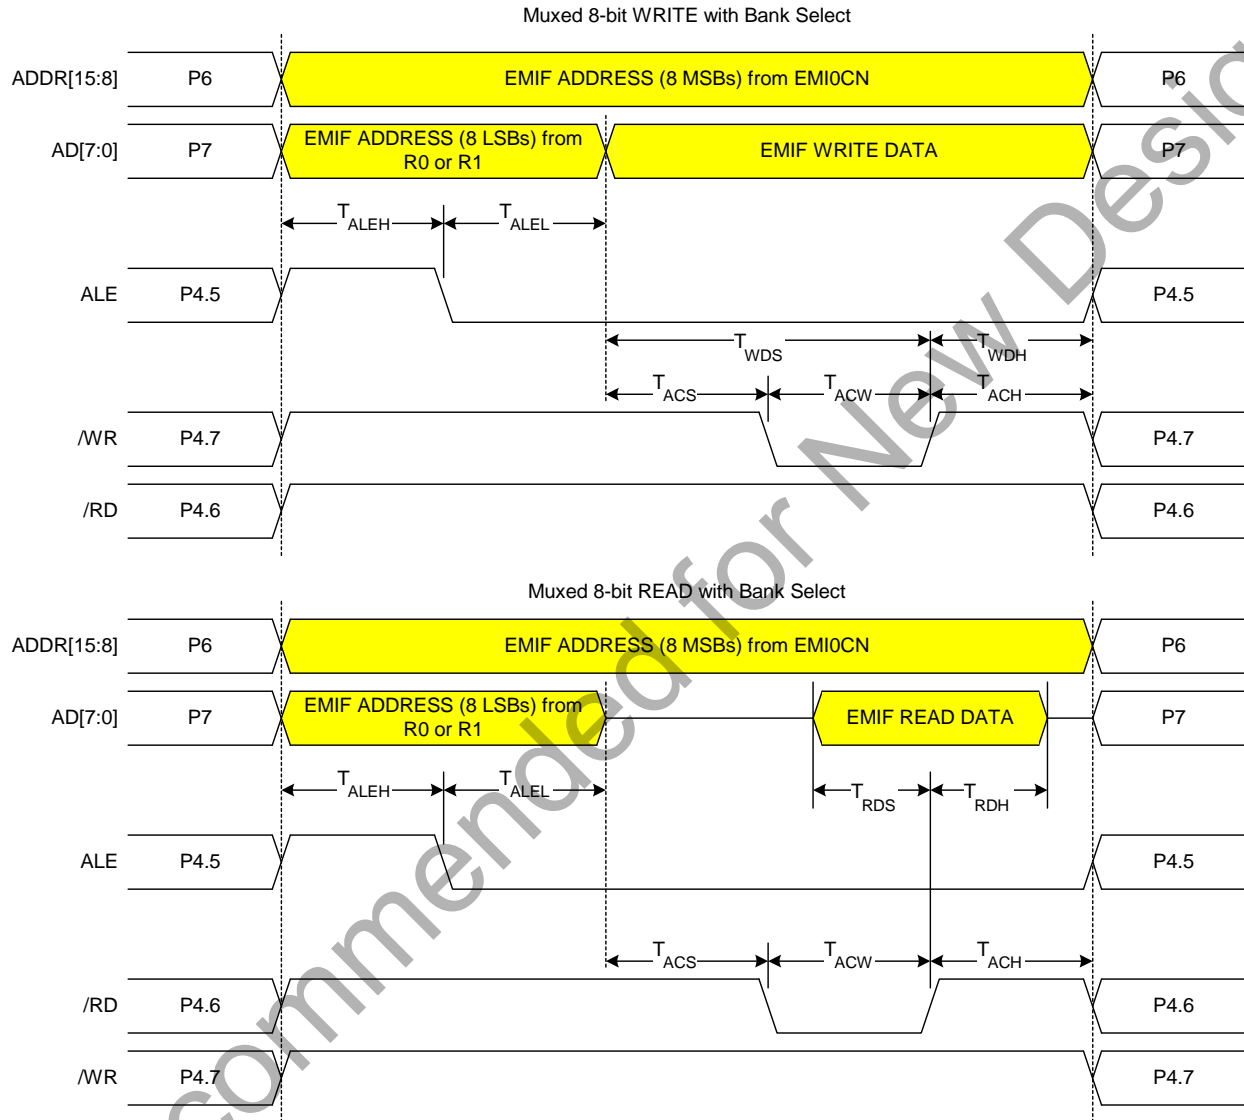 Muxed 8-bit WRITE with Bank Select
ADDR[15:8] P6 EMIF ADDRESS (8 MSBs) from EMI0CN P6
AD[7:0] P7 EMIF ADDRESS (8 LSBs) from
R0 or R1 EMIF WRITE DATA P7
TALEH TALEL
ALE P4.5 P4.5
TWDS TWDH
TACS TACW TACH
/WR P4.7 P4.7
/RD P4.6 P4.6
Muxed 8-bit READ with Bank Select
ADDR[15:8] P6 EMIF ADDRESS (8 MSBs) from EMI0CN P6
AD[7:0] P7 EMIF ADDRESS (8 LSBs) from
R0 or R1 EMIF READ DATA P7
TALEH TALEL TRDS TRDH
ALE P4.5 P4.5
TACS TACW TACH
/RD P4.6 P4.6
/WR P4.7 P4.7
commended for New Desig